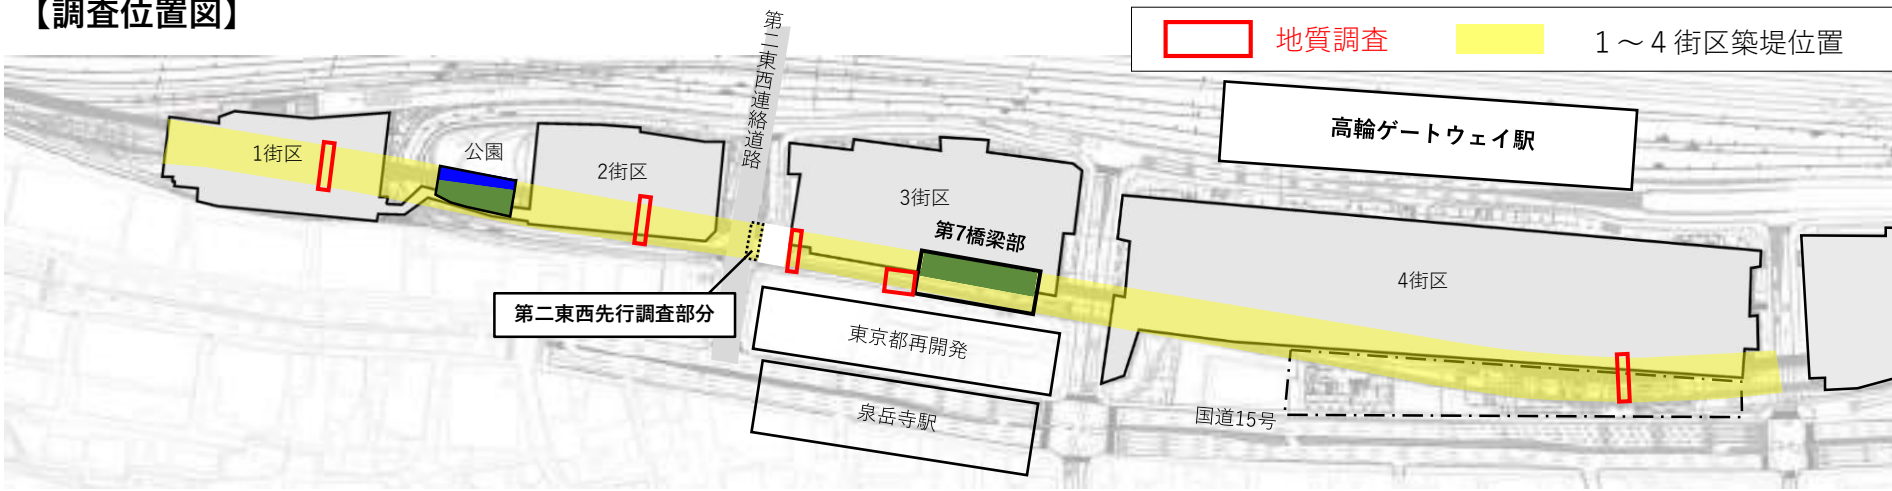 【調査位置図】
地質調査
1～4街区築堤位置
第二東西連絡道路
高輪ゲートウェイ駅
1街区
公園
2街区
3街区
第7橋梁部
4街区
第二東西先行調査部分
東京都再開発
泉岳寺駅
国道15号